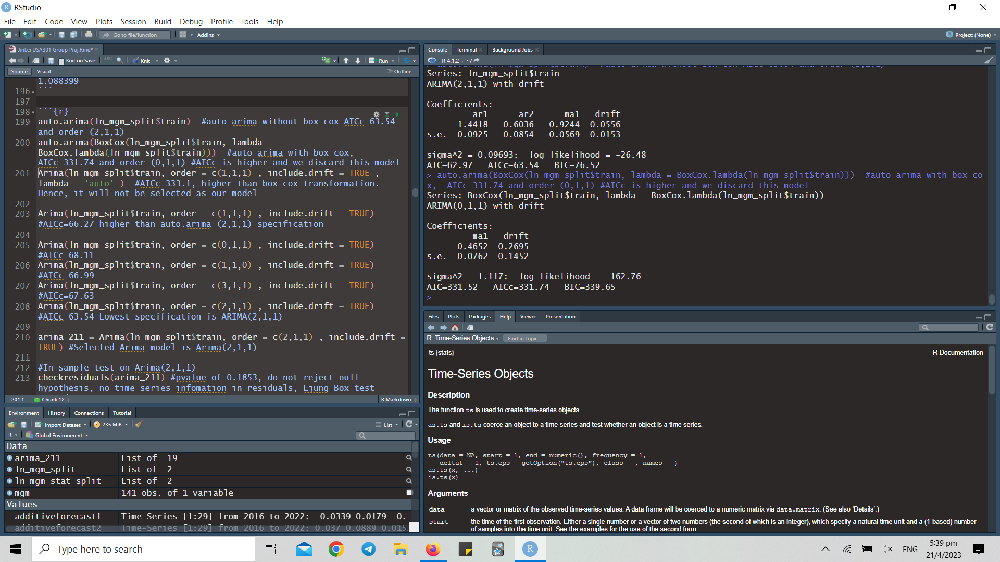 RStudio
File Edit Code View Plots Session Build Debug Profile Tools Help
Go to file/function Addins Project: (None)
JinLei DSA301 Group Proj.Rmd*
Knit on Save ABC Knit Run
Source Visual Outline
1.088399
196 ```
197
198 ```{r}
199 auto.arima(ln_mgm_split$train)  #auto arima without box cox AICc=63.54
and order (2,1,1)
200 auto.arima(BoxCox(ln_mgm_split$train, lambda =
BoxCox.lambda(ln_mgm_split$train)))  #auto arima with box cox,
AICc=331.74 and order (0,1,1) #AICc is higher and we discard this model
201 Arima(ln_mgm_split$train, order = c(1,1,1) , include.drift = TRUE ,
lambda = 'auto' )  #AICc=333.1, higher than box cox transformation.
Hence, it will not be selected as our model
202
203 Arima(ln_mgm_split$train, order = c(1,1,1) , include.drift = TRUE)
#AICc=66.27 higher than auto.arima (2,1,1) specification
204
205 Arima(ln_mgm_split$train, order = c(0,1,1) , include.drift = TRUE)
#AICc=68.11
206 Arima(ln_mgm_split$train, order = c(1,1,0) , include.drift = TRUE)
#AICc=66.99
207 Arima(ln_mgm_split$train, order = c(3,1,1) , include.drift = TRUE)
#AICc=67.63
208 Arima(ln_mgm_split$train, order = c(2,1,1) , include.drift = TRUE)
#AICc=63.54 Lowest specification is ARIMA(2,1,1)
209
210 arima_211 = Arima(ln_mgm_split$train, order = c(2,1,1) , include.drift =
TRUE) #Selected Arima model is Arima(2,1,1)
211
212 #In sample test on Arima(2,1,1)
213 checkresiduals(arima_211) #pvalue of 0.1853, do not reject null
hypothesis, no time series infomation in residuals, Ljung Box test
201:1 Chunk 12 R Markdown
Environment History Connections Tutorial
Import Dataset 235 MiB List
R Global Environment
Data
arima_211 List of  19
ln_mgm_split List of  2
ln_mgm_stat_split List of  2
mgm 141 obs. of 1 variable
Values
additiveforecast1 Time-Series [1:29] from 2016 to 2022: -0.0339 0.0179 -0.…
additiveforecast2 Time-Series [1:29] from 2016 to 2022: 0.037 0.0889 0.015
Console Terminal Background Jobs
R 4.1.2 · ~/
> auto.arima(ln_mgm_split$train)  #auto arima without box cox AICc=63.54 and order (2,1,1)
Series: ln_mgm_split$train
ARIMA(2,1,1) with drift
Coefficients:
ar1 ar2 ma1 drift
1.4418 -0.6036 -0.9244 0.0556
s.e. 0.0925 0.0854 0.0569 0.0153
sigma^2 = 0.09693:  log likelihood = -26.48
AIC=62.97   AICc=63.54   BIC=76.52
> auto.arima(BoxCox(ln_mgm_split$train, lambda = BoxCox.lambda(ln_mgm_split$train)))  #auto arima with box co
x,  AICc=331.74 and order (0,1,1) #AICc is higher and we discard this model
Series: BoxCox(ln_mgm_split$train, lambda = BoxCox.lambda(ln_mgm_split$train))
ARIMA(0,1,1) with drift
Coefficients:
ma1 drift
0.4652 0.2695
s.e. 0.0762 0.1452
sigma^2 = 1.117:  log likelihood = -162.76
AIC=331.52   AICc=331.74   BIC=339.65
>
Files Plots Packages Help Viewer Presentation
R: Time-Series Objects Find in Topic
ts {stats} R Documentation
Time-Series Objects
Description
The function ts is used to create time-series objects.
as.ts and is.ts coerce an object to a time-series and test whether an object is a time series.
Usage
ts(data = NA, start = 1, end = numeric(), frequency = 1,
deltat = 1, ts.eps = getOption("ts.eps"), class = , names = )
as.ts(x, ...)
is.ts(x)
Arguments
data a vector or matrix of the observed time-series values. A data frame will be coerced to a numeric matrix via data.matrix. (See also ‘Details’.)
start the time of the first observation. Either a single number or a vector of two numbers (the second of which is an integer), which specify a natural time unit and a (1-based) number
of samples into the time unit. See the examples for the use of the second form.
Type here to search
ENG 5:39 pm
21/4/2023